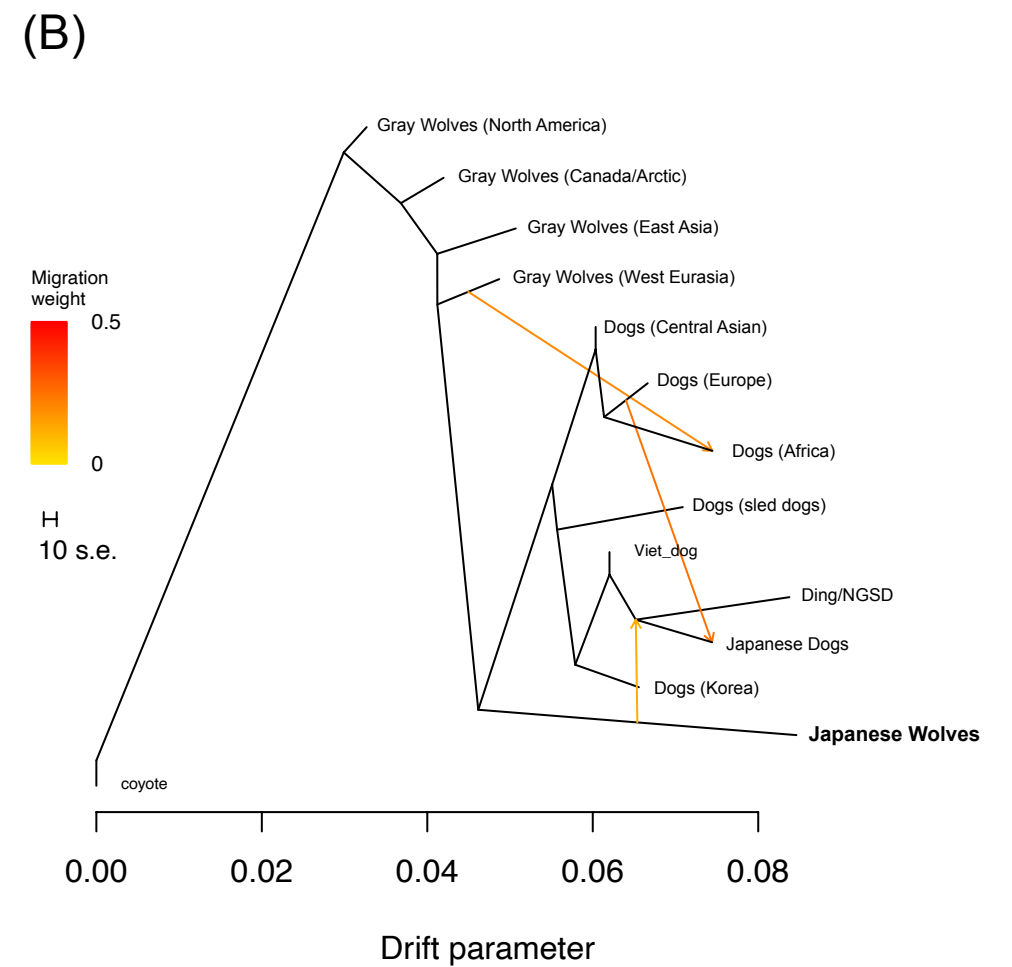 (B)
Gray Wolves (North America)
Gray Wolves (Canada/Arctic)
Gray Wolves (East Asia)
Gray Wolves (West Eurasia)
Migration
weight
0.5
0
10 s.e.
Dogs (Central Asian)
Dogs (Europe)
Dogs (Africa)
Dogs (sled dogs)
Viet_dog
Ding/NGSD
Japanese Dogs
Dogs (Korea)
Japanese Wolves
coyote
0.00 0.02 0.04 0.06 0.08
Drift parameter